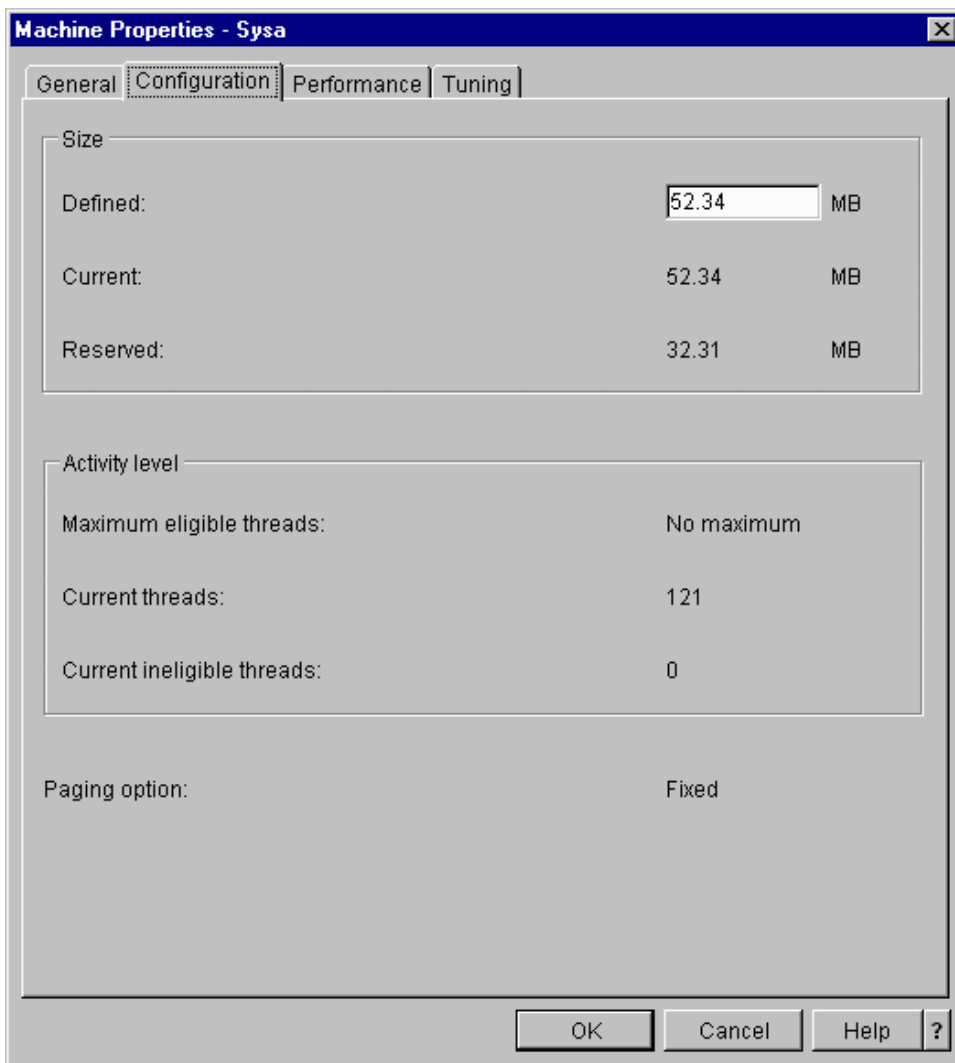 Machine Properties - Sysa
General Configuration Performance Tuning
Size
Defined: 52.34 MB
Current: 52.34 MB
Reserved: 32.31 MB
Activity level
Maximum eligible threads: No maximum
Current threads: 121
Current ineligible threads: 0
Paging option: Fixed
OK Cancel Help ?